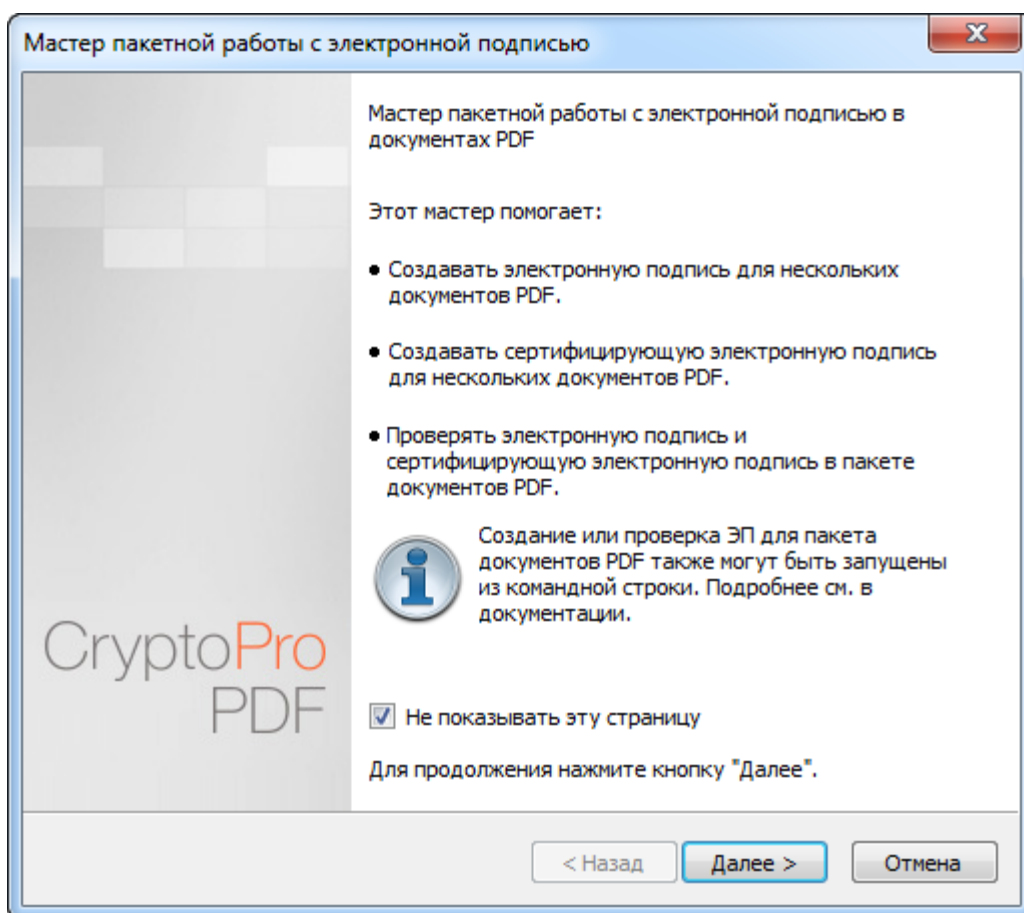 Мастер пакетной работы с электронной подписью
Мастер пакетной работы с электронной подписью в
документах PDF
Этот мастер помогает:
• Создавать электронную подпись для нескольких
документов PDF.
• Создавать сертифицирующую электронную подпись
для нескольких документов PDF.
• Проверять электронную подпись и
сертифицирующую электронную подпись в пакете
документов PDF.
Создание или проверка ЭП для пакета
документов PDF также могут быть запущены
из командной строки. Подробнее см. в
документации.
CryptoPro
PDF
Не показывать эту страницу
Для продолжения нажмите кнопку "Далее".
< Назад
Далее >
Отмена